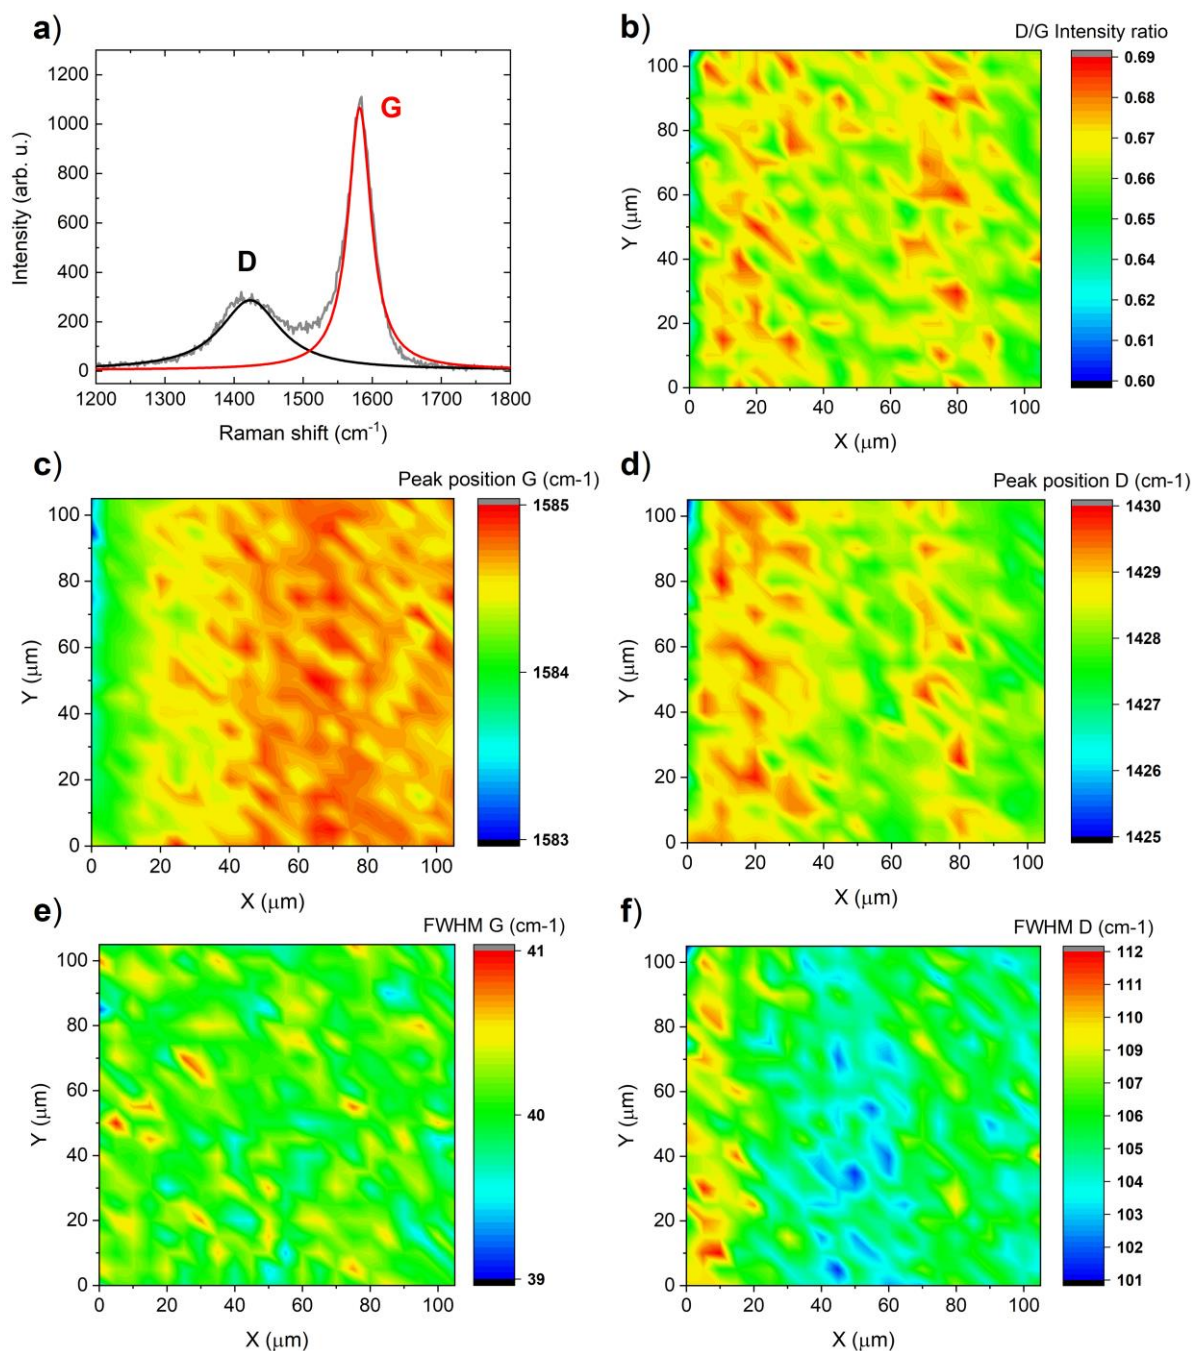 a)
1200
1000
800
600
400
200
0
Intensity (arb. u.)
D
G
1200 1300 1400 1500 1600 1700 1800
Raman shift (cm-1)
b)
D/G Intensity ratio
100
80
60
40
20
0
Y (μm)
0 20 40 60 80 100
X (μm)
0.69
0.68
0.67
0.66
0.65
0.64
0.62
0.61
0.60
c)
Peak position G (cm-1)
100
80
60
40
20
0
Y (μm)
0 20 40 60 80 100
X (μm)
1585
1584
1583
d)
Peak position D (cm-1)
100
80
60
40
20
0
Y (μm)
0 20 40 60 80 100
X (μm)
1430
1429
1428
1427
1426
1425
e)
FWHM G (cm-1)
100
80
60
40
20
0
Y (μm)
0 20 40 60 80 100
X (μm)
41
40
39
f)
FWHM D (cm-1)
100
80
60
40
20
0
Y (μm)
0 20 40 60 80 100
X (μm)
112
110
109
107
106
105
103
102
101